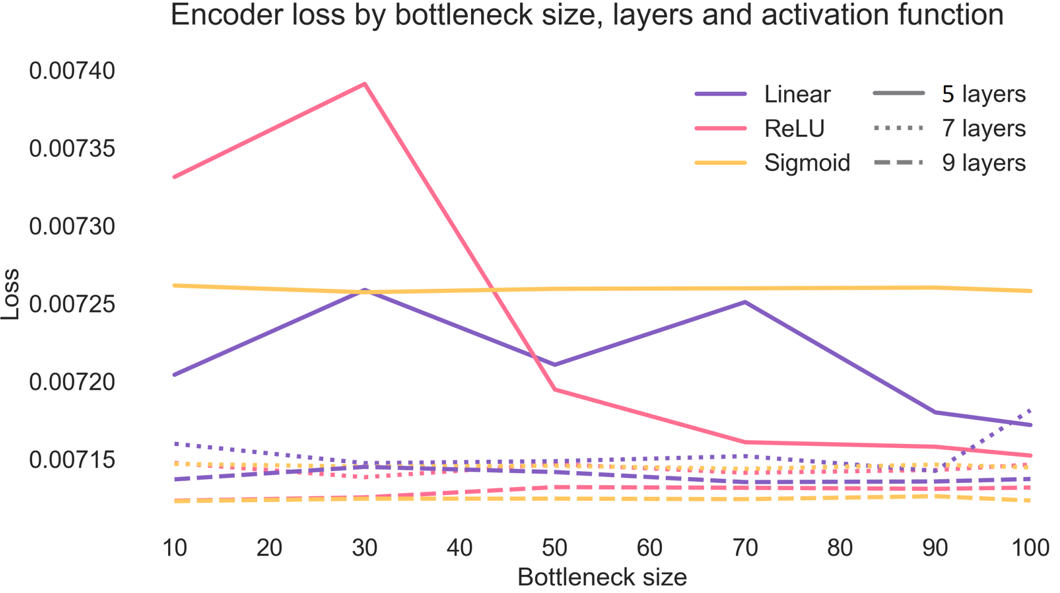 Encoder loss by bottleneck size, layers and activation function
0.00740
0.00735
0.00730
0.00725
0.00720
0.00715
Loss
Linear
ReLU
Sigmoid
5 layers
7 layers
9 layers
10 20 30 40 50 60 70 80 90 100
Bottleneck size